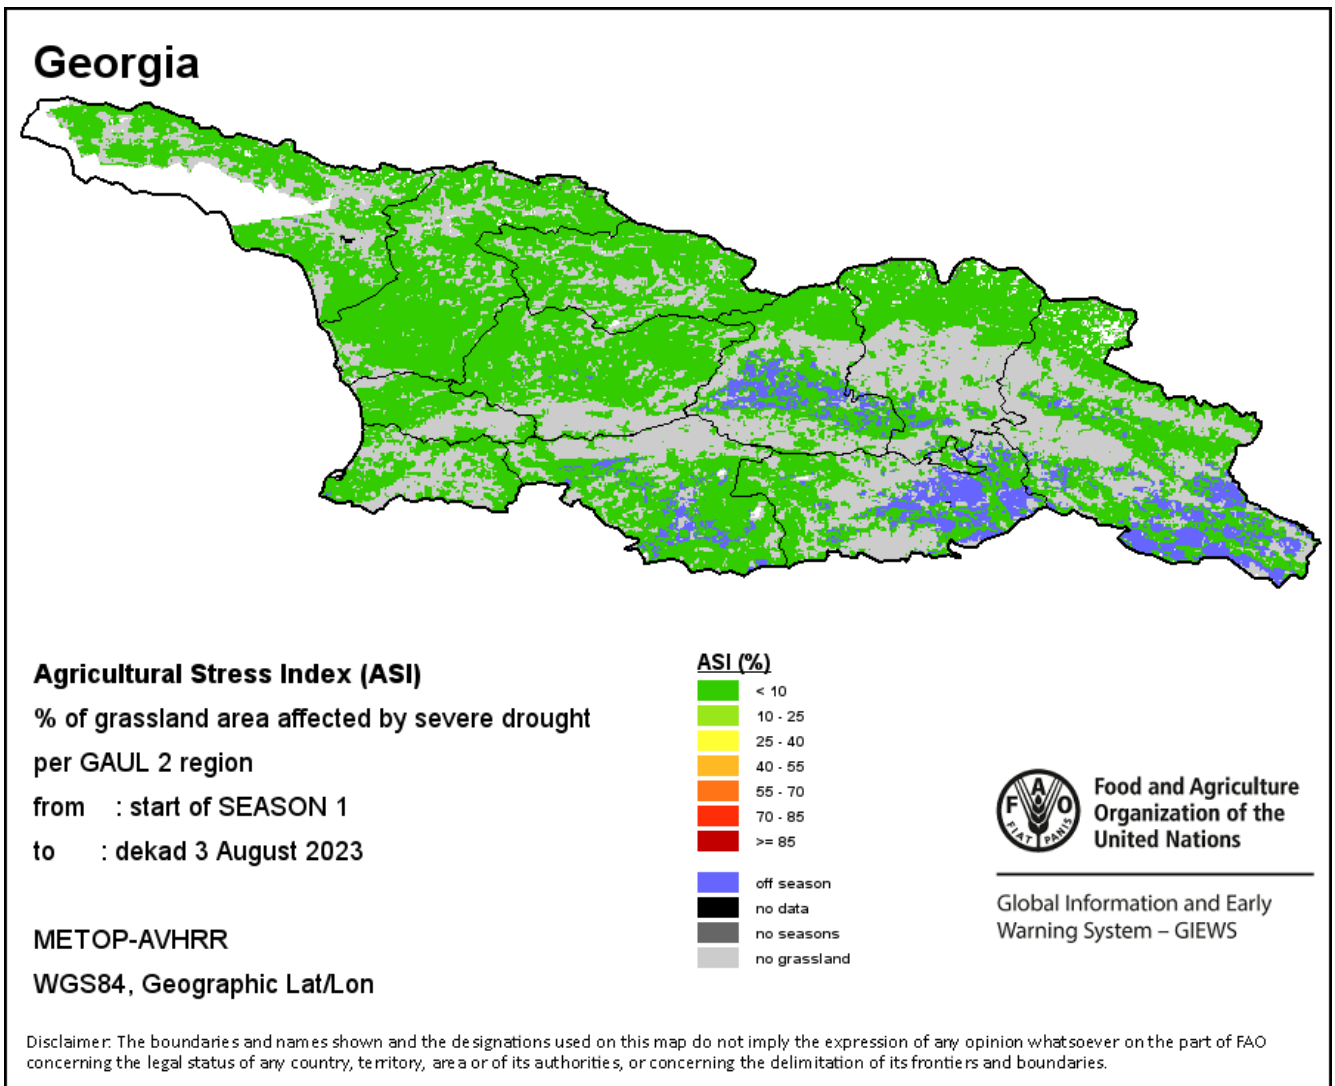 Georgia
Agricultural Stress Index (ASI)
% of grassland area affected by severe drought
per GAUL 2 region
from : start of SEASON 1
to : dekad 3 August 2023
METOP-AVHRR
WGS84, Geographic Lat/Lon
ASI (%)
< 10
10 - 25
25 - 40
40 - 55
55 - 70
70 - 85
>= 85
off season
no data
no seasons
no grassland
F A O
FIAT PANIS
Food and Agriculture
Organization of the
United Nations
Global Information and Early
Warning System – GIEWS
Disclaimer: The boundaries and names shown and the designations used on this map do not imply the expression of any opinion whatsoever on the part of FAO
concerning the legal status of any country, territory, area or of its authorities, or concerning the delimitation of its frontiers and boundaries.